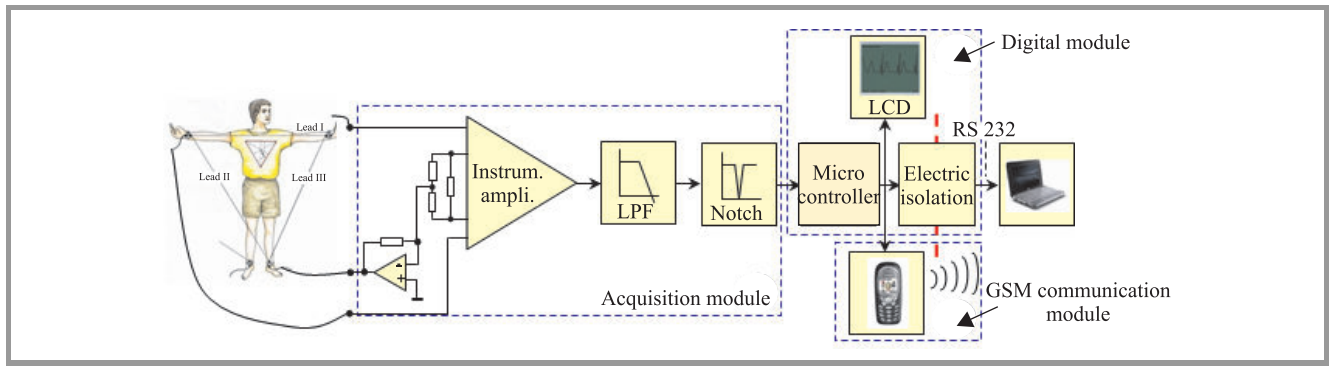 Digital module
LCD
RS 232
Lead I
Lead II
Lead III
Instrum.
ampli.
LPF
Notch
Micro
controller
Electric
isolation
-
+
Acquisition module
GSM communication
module